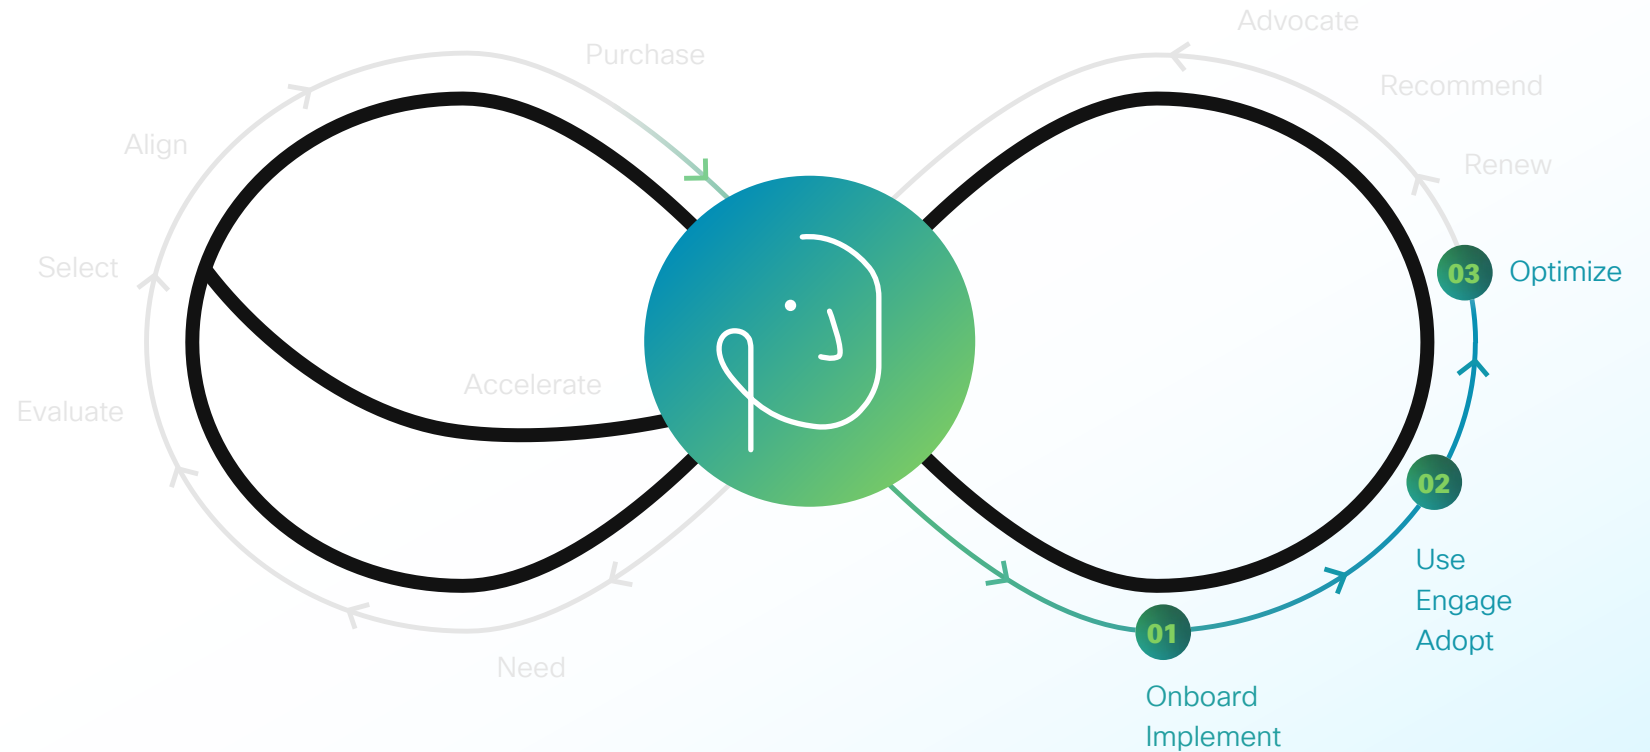 Advocate
Purchase
Recommend
Align
Renew
Select
03
Optimize
Accelerate
Evaluate
02
Use
Engage
Adopt
01
Need
Onboard
Implement